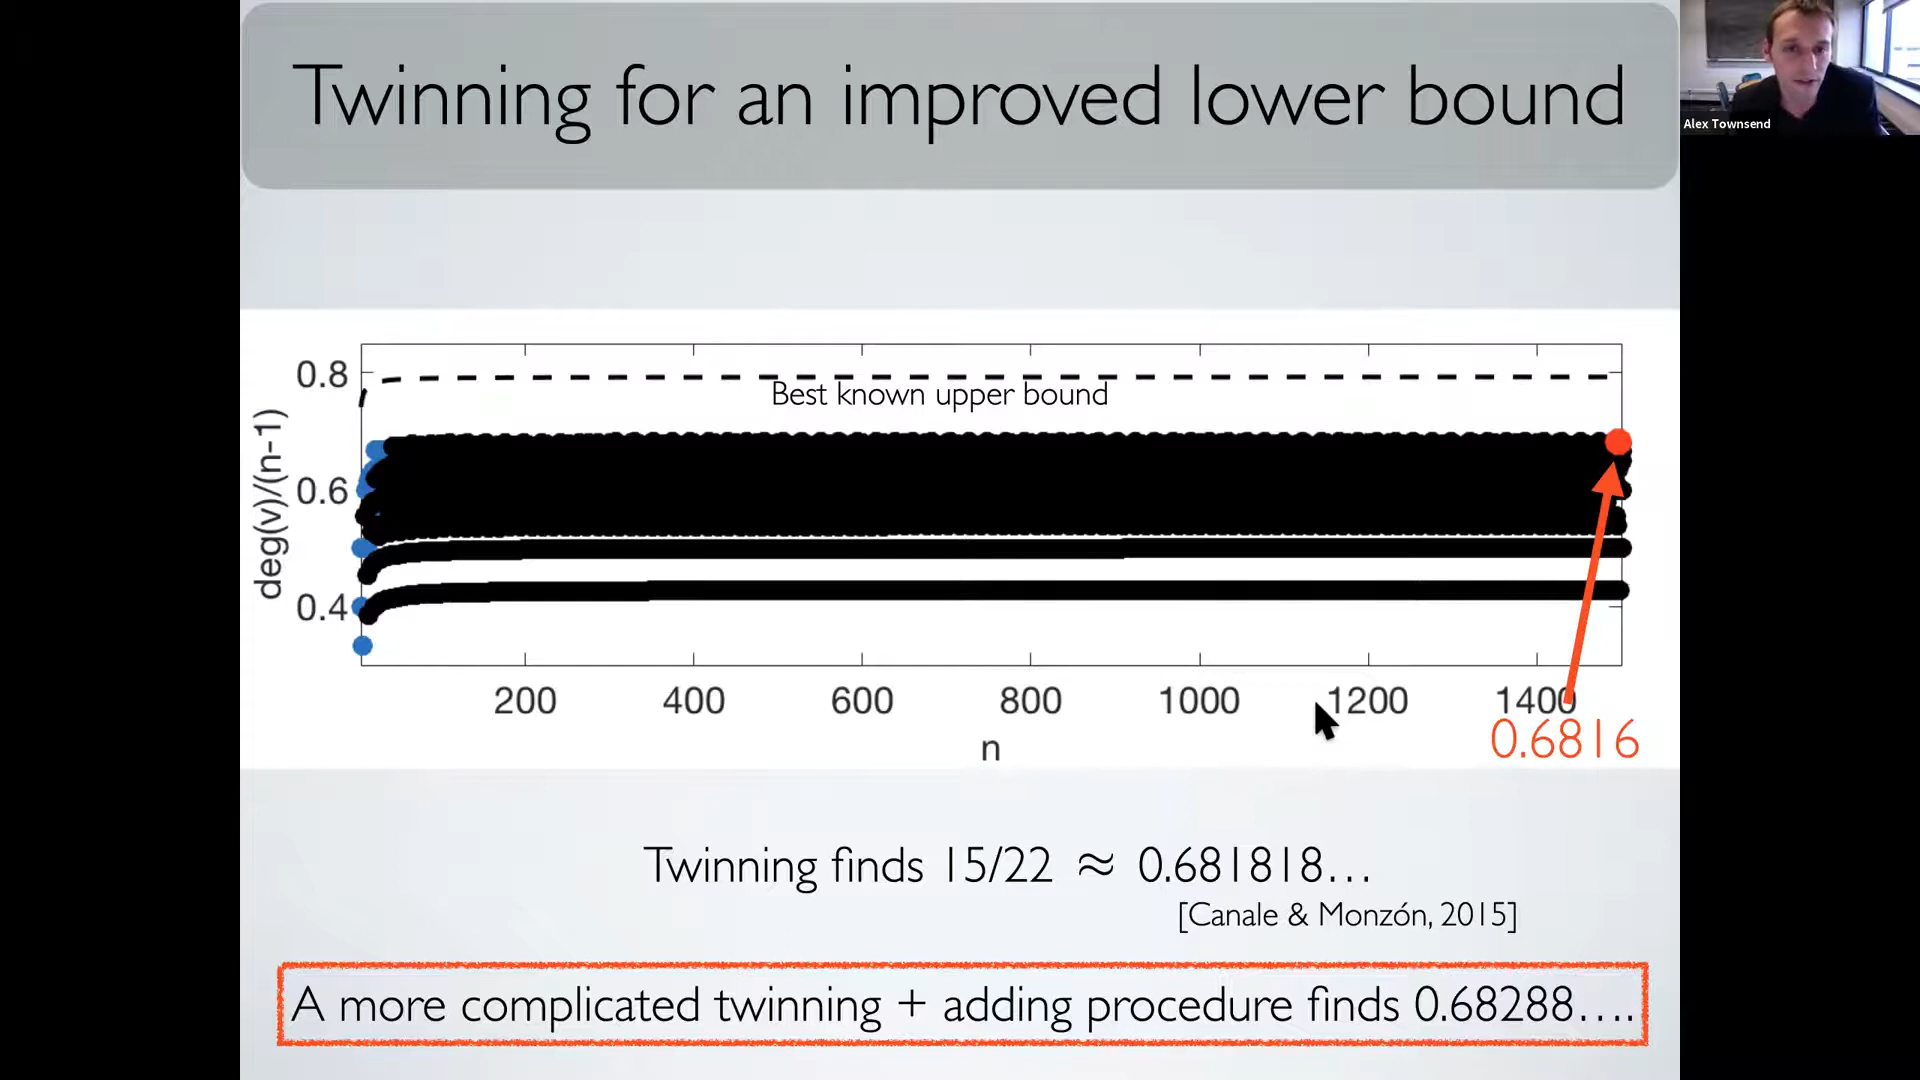 Twinning for an improved lower bound
Alex Townsend
0.8
Best known upper bound
0.6
0.4
deg(v)/(n-1)
200 400 600 800 1000 1200 1400
n
0.6816
Twinning finds 15/22 ≈ 0.681818...
[Canale & Monzón, 2015]
A more complicated twinning + adding procedure finds 0.68288....